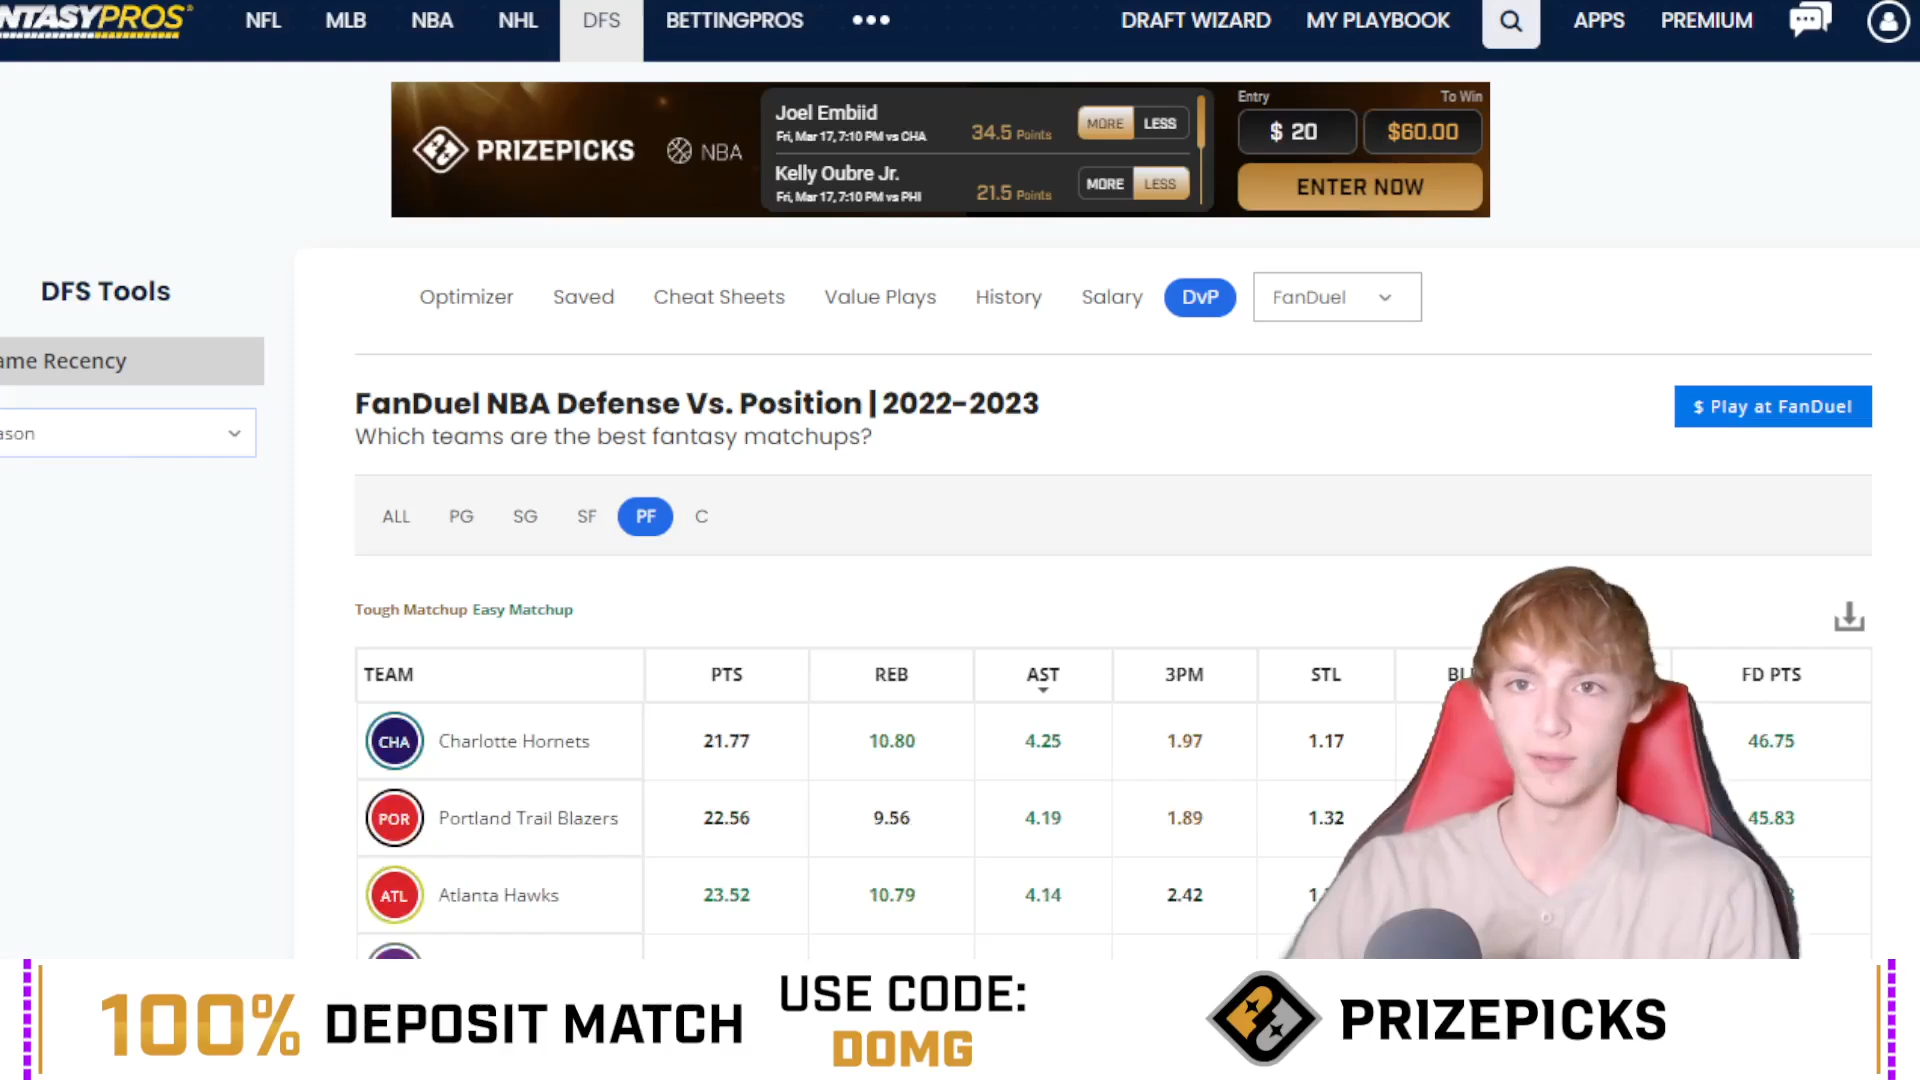 NTASYPROS
NFL MLB NBA NHL DFS BETTINGPROS ••• DRAFT WIZARD MY PLAYBOOK APPS PREMIUM
PRIZEPICKS NBA
Joel Embiid
Fri, Mar 17, 7:10 PM vs CHA
34.5 Points
MORE LESS
Kelly Oubre Jr.
Fri, Mar 17, 7:10 PM vs PHI
21.5 Points
MORE LESS
Entry To Win
$ 20 $60.00
ENTER NOW
DFS Tools
ame Recency
ason
Optimizer Saved Cheat Sheets Value Plays History Salary DvP FanDuel
FanDuel NBA Defense Vs. Position | 2022-2023
Which teams are the best fantasy matchups?
$ Play at FanDuel
ALL PG SG SF PF C
Tough Matchup Easy Matchup
TEAM PTS REB AST 3PM STL BL FD PTS
CHA Charlotte Hornets 21.77 10.80 4.25 1.97 1.17 46.75
POR Portland Trail Blazers 22.56 9.56 4.19 1.89 1.32 45.83
ATL Atlanta Hawks 23.52 10.79 4.14 2.42
100% DEPOSIT MATCH
USE CODE:
DOMG
PRIZEPICKS